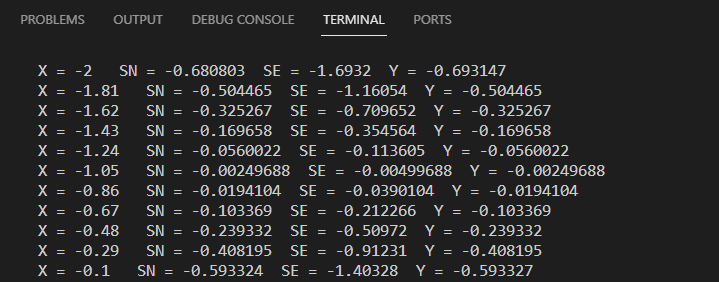 PROBLEMS OUTPUT DEBUG CONSOLE TERMINAL PORTS
X = -2   SN = -0.680803  SE = -1.6932  Y = -0.693147
X = -1.81   SN = -0.504465  SE = -1.16054  Y = -0.504465
X = -1.62   SN = -0.325267  SE = -0.709652  Y = -0.325267
X = -1.43   SN = -0.169658  SE = -0.354564  Y = -0.169658
X = -1.24   SN = -0.0560022  SE = -0.113605  Y = -0.0560022
X = -1.05   SN = -0.00249688  SE = -0.00499688  Y = -0.00249688
X = -0.86   SN = -0.0194104  SE = -0.0390104  Y = -0.0194104
X = -0.67   SN = -0.103369  SE = -0.212266  Y = -0.103369
X = -0.48   SN = -0.239332  SE = -0.50972  Y = -0.239332
X = -0.29   SN = -0.408195  SE = -0.91231  Y = -0.408195
X = -0.1   SN = -0.593324  SE = -1.40328  Y = -0.593327